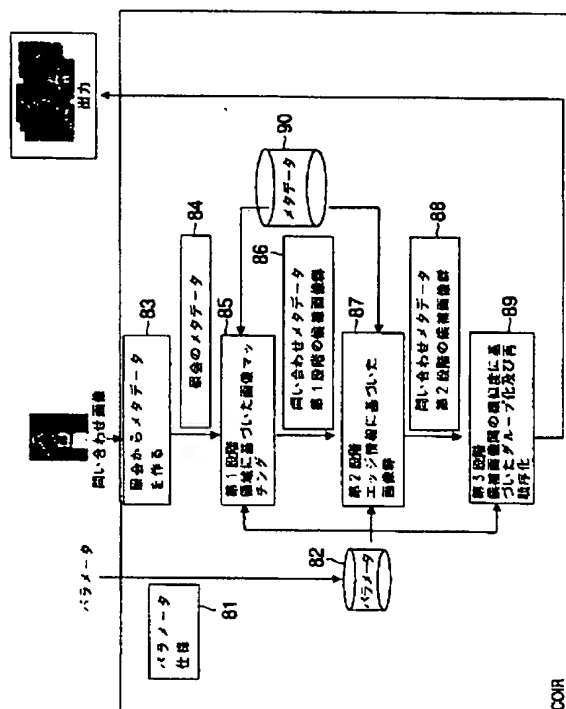 出力
問い合わせ画像
パラメータ
パラメータ
仕様
81
照会からメタデータ
を作る
83
照会のメタデータ
84
第1段階
領域に基づいた画像マッ
チング
85
問い合わせメタデータ
第1段階の候補画像群
86
パラメータ
82
第2段階
エッジ情報に基づいた
画像群
87
メタデータ
90
問い合わせメタデータ
第2段階の候補画像群
88
第3段階
候補画像間の類似度に基
づいたグループ化及び再
順序化
89
COIR